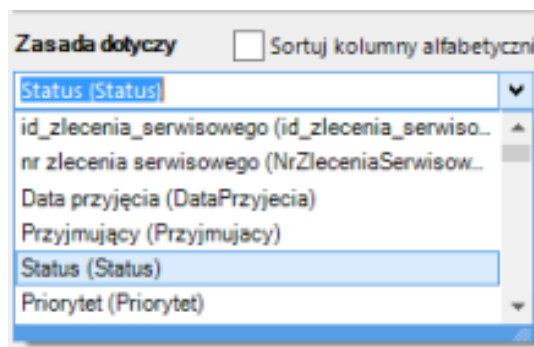 Zasada dotyczy Sortuj kolumny alfabetyczni
Status (Status)
id_zlecenia_serwisowego (id_zlecenia_serwiso...
nr zlecenia serwisowego (NrZleceniaSerwisow...
Data przyjęcia (DataPrzyjecia)
Przyjmujący (Przyjmujacy)
Status (Status)
Priorytet (Priorytet)